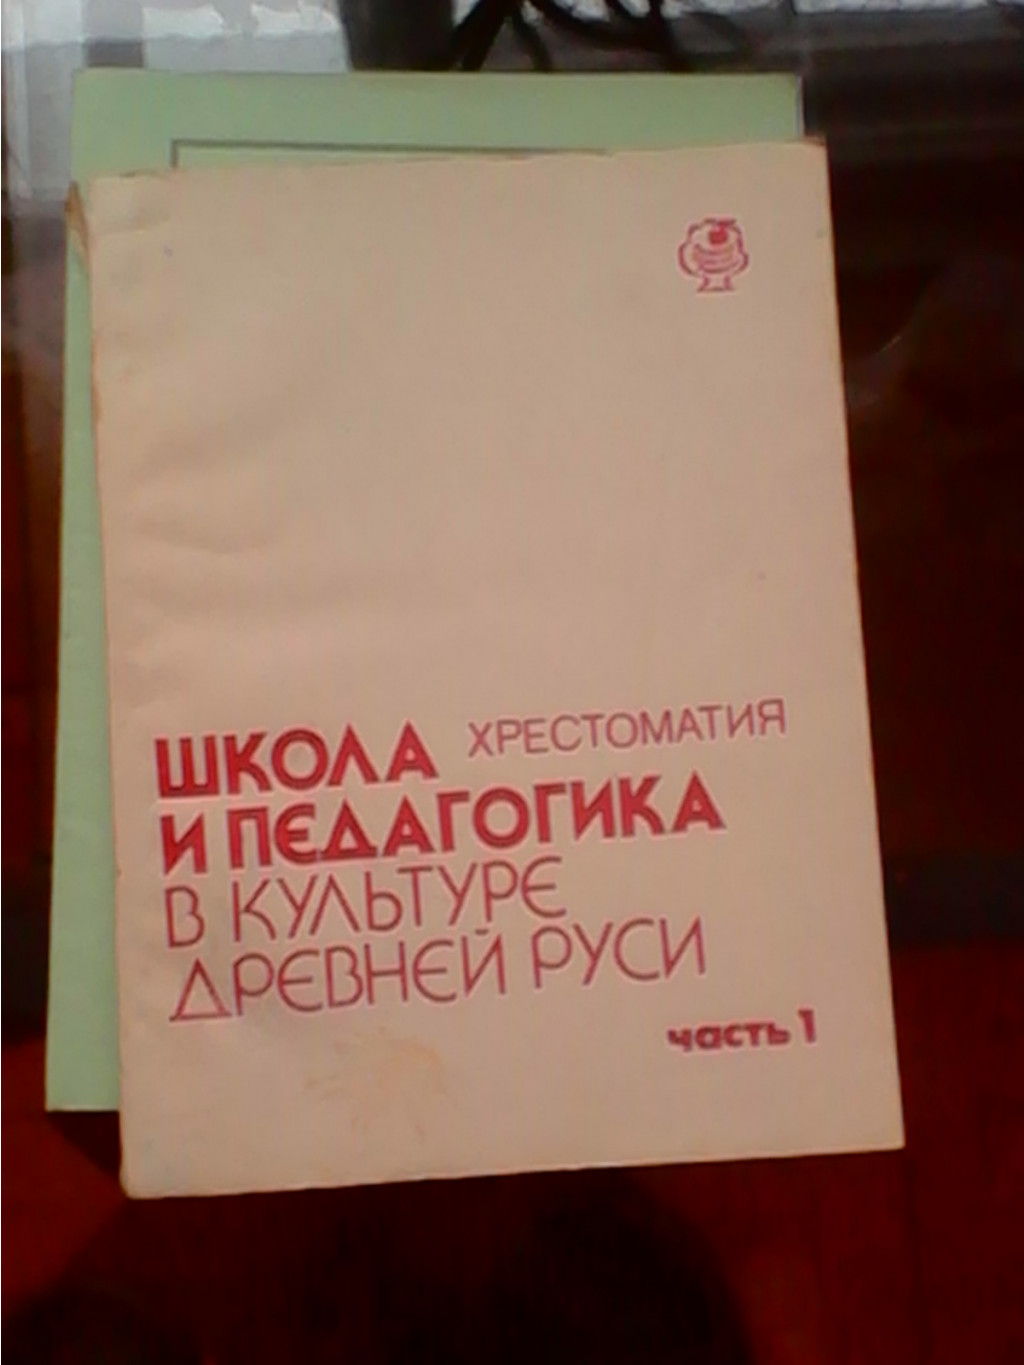 ШКОЛА ХРЕСТОМАТИЯ
И ПЕДАГОГИКА
В КУЛЬТУРЕ
ДРЕВНЕЙ РУСИ
часть 1